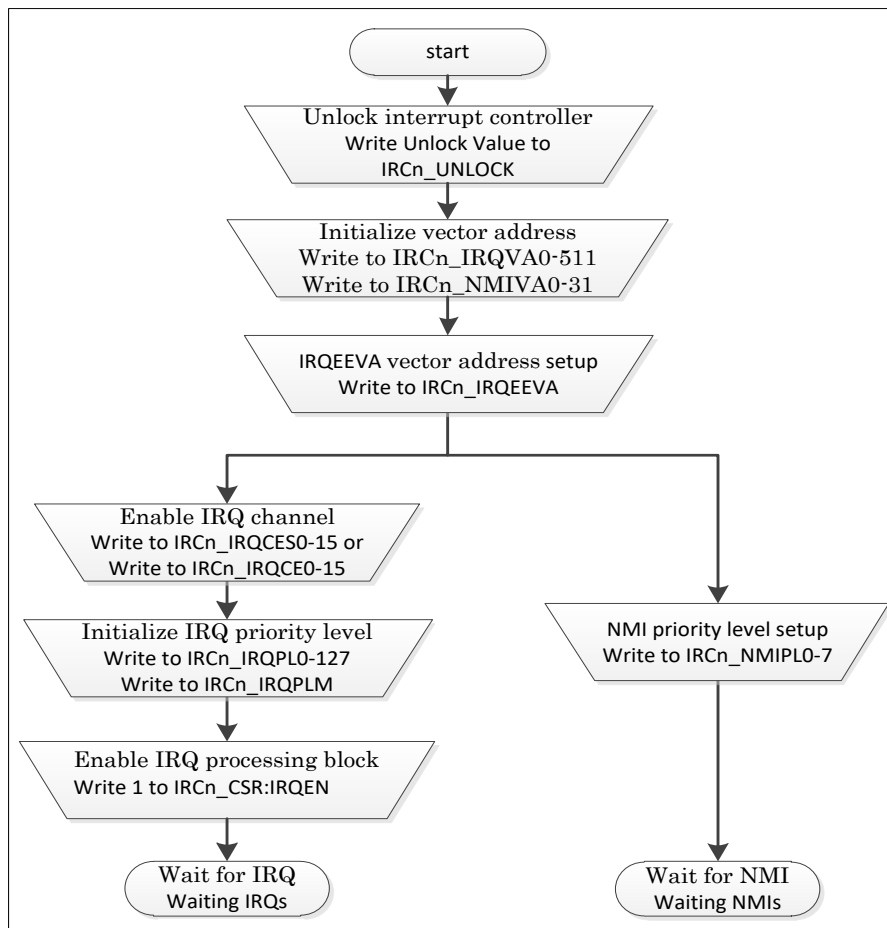 start
Unlock interrupt controller
Write Unlock Value to
IRCn_UNLOCK
Initialize vector address
Write to IRCn_IRQVA0-511
Write to IRCn_NMIVA0-31
IRQEEVA vector address setup
Write to IRCn_IRQEEVA
Enable IRQ channel
Write to IRCn_IRQCES0-15 or
Write to IRCn_IRQCE0-15
Initialize IRQ priority level
Write to IRCn_IRQPL0-127
Write to IRCn_IRQPLM
Enable IRQ processing block
Write 1 to IRCn_CSR:IRQEN
Wait for IRQ
Waiting IRQs
NMI priority level setup
Write to IRCn_NMIPL0-7
Wait for NMI
Waiting NMIs